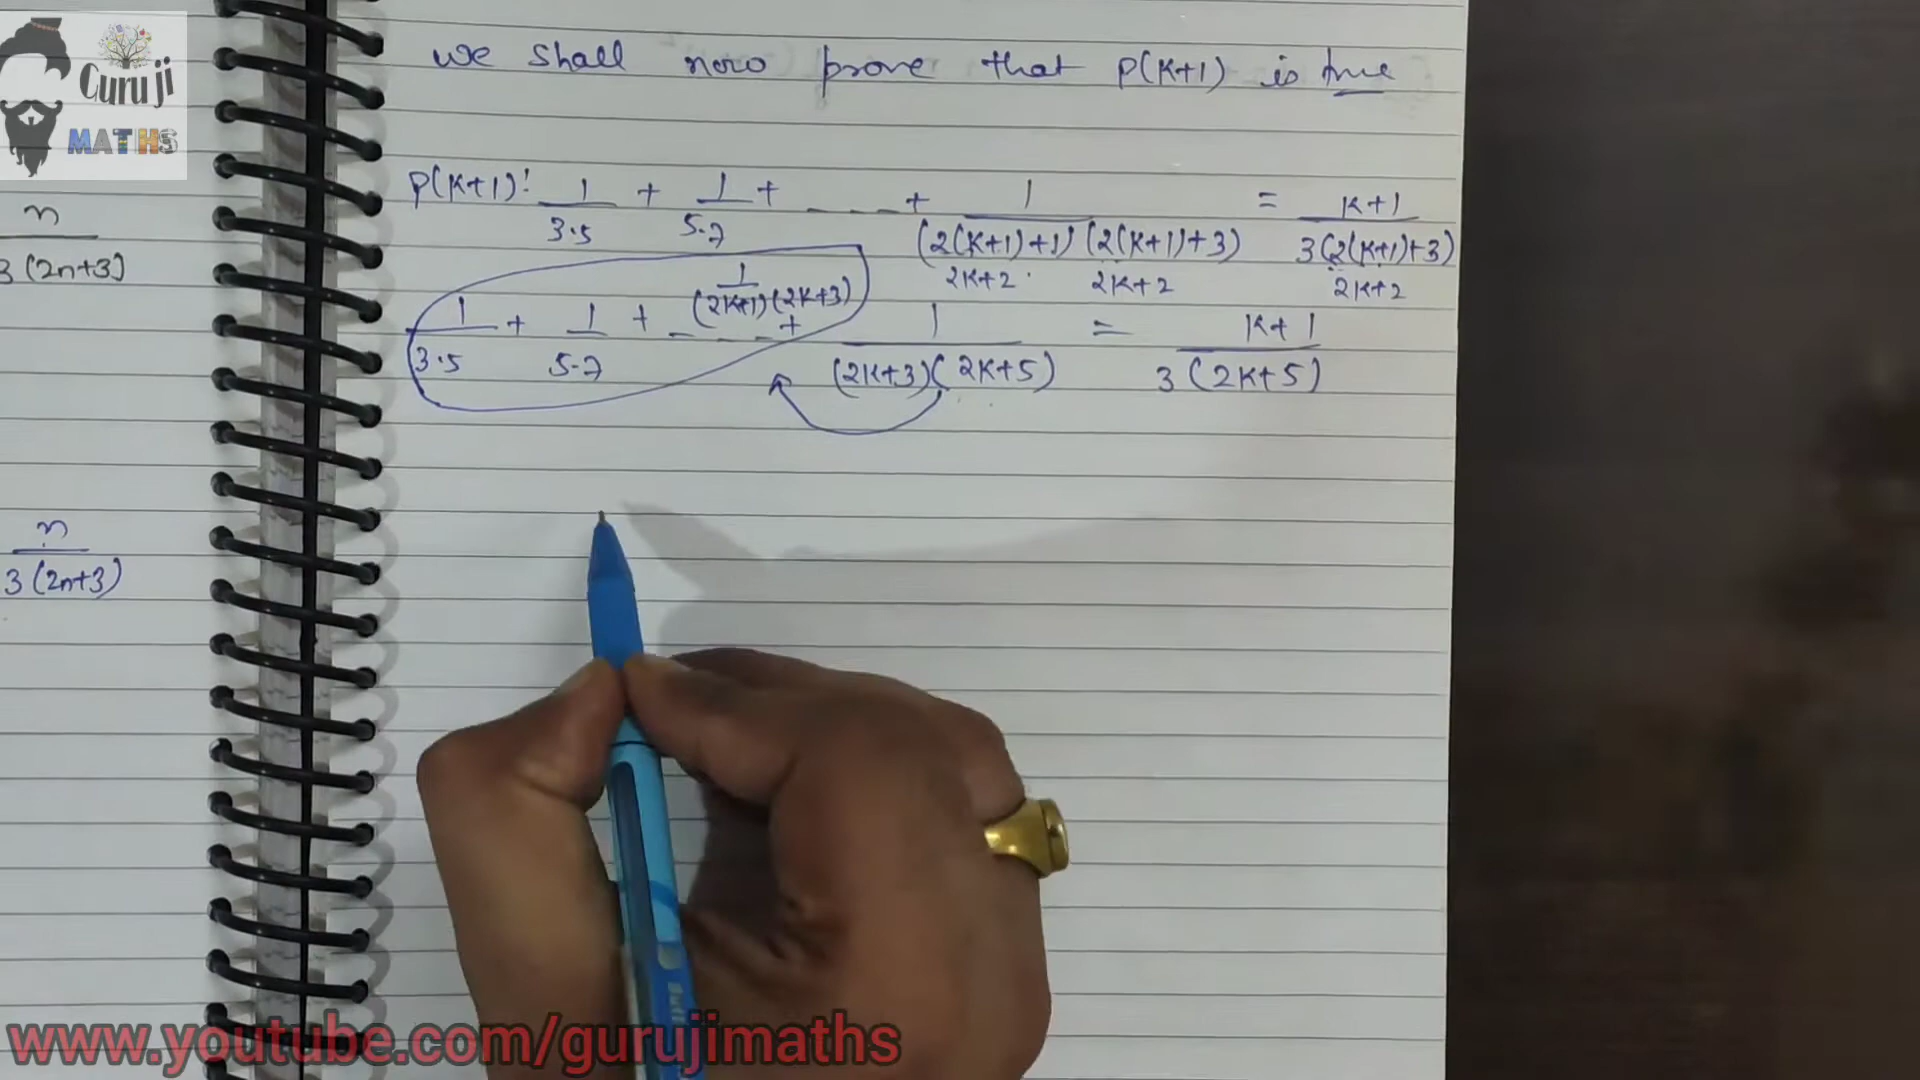 Guru ji
MATHS
n
3(2n+3)
n
3(2n+3)
we shall now prove that P(K+1) is true
P(K+1): 1/3.5 + 1/5.7 + ---- + 1/(2(K+1)+1)(2(K+1)+3) = K+1/3(2(K+1)+3)
2K+2 2K+2 2K+2
1/(2K+1)(2K+3)
1/3.5 + 1/5.7 + ---- + 1/(2K+3)(2K+5) = K+1/3(2K+5)
www.youtube.com/gurujimaths